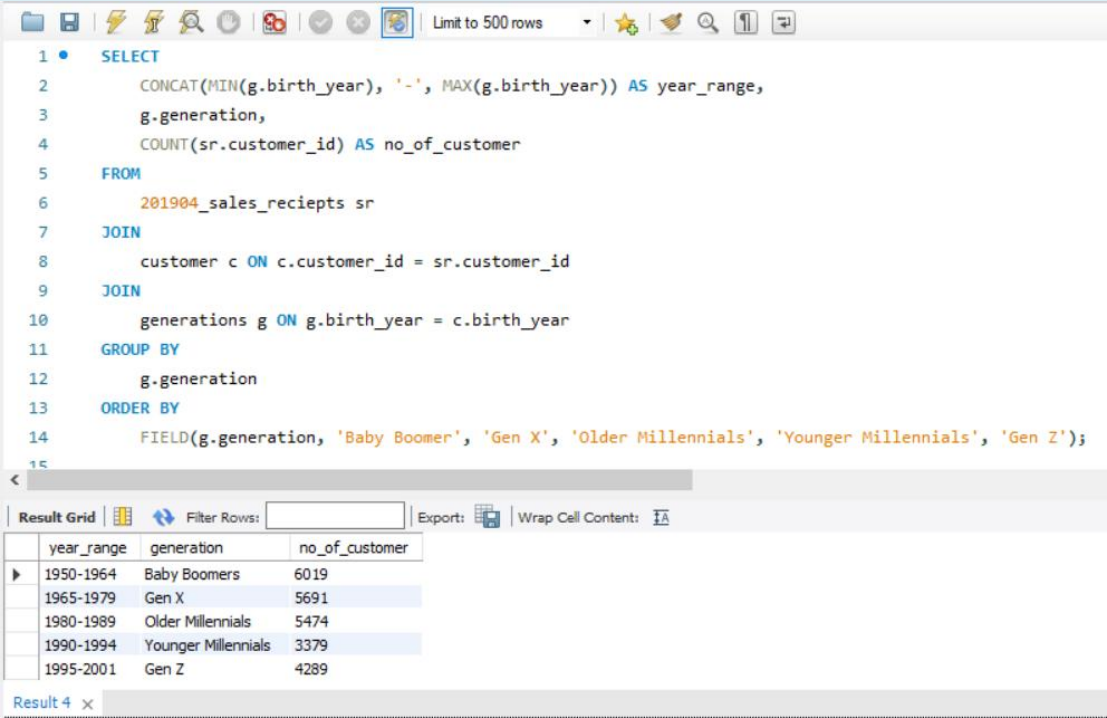 Limit to 500 rows
1 SELECT
2 CONCAT(MIN(g.birth_year), '-', MAX(g.birth_year)) AS year_range,
3 g.generation,
4 COUNT(sr.customer_id) AS no_of_customer
5 FROM
6 201904_sales_reciepts sr
7 JOIN
8 customer c ON c.customer_id = sr.customer_id
9 JOIN
10 generations g ON g.birth_year = c.birth_year
11 GROUP BY
12 g.generation
13 ORDER BY
14 FIELD(g.generation, 'Baby Boomer', 'Gen X', 'Older Millennials', 'Younger Millennials', 'Gen Z');
15
Result Grid Filter Rows: Export: Wrap Cell Content: IA
year_range generation no_of_customer
1950-1964 Baby Boomers 6019
1965-1979 Gen X 5691
1980-1989 Older Millennials 5474
1990-1994 Younger Millennials 3379
1995-2001 Gen Z 4289
Result 4 ×